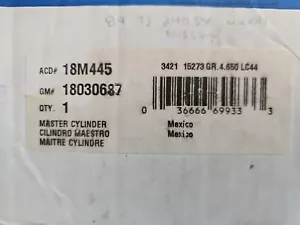 ACD# 18M445
GM# 18030687
QTY. 1
MASTER CYLINDER
CILINDRO MAESTRO
MAITRE CYLINDRE
3421 15273 GR.4.650 LC44
0 36666 69933 3
Mexico
Mexico